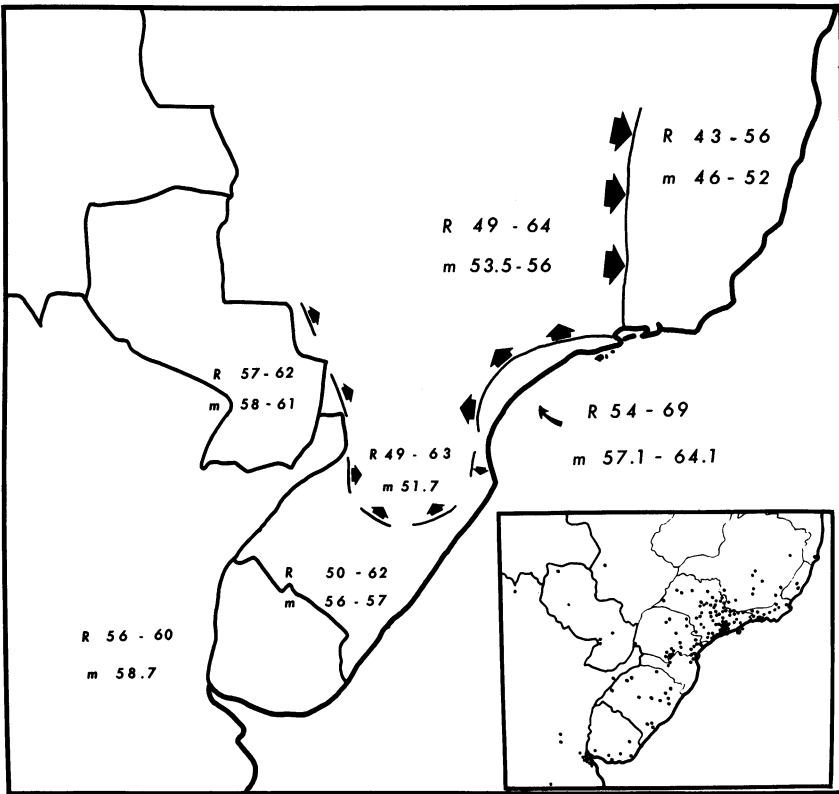 R 43-56
m 46-52
R 49-64
m 53.5-56
R 57-62
m 58-61
R 54-69
m 57.1-64.1
R 49-63
m 51.7
R 50-62
m 56-57
R 56-60
m 58.7